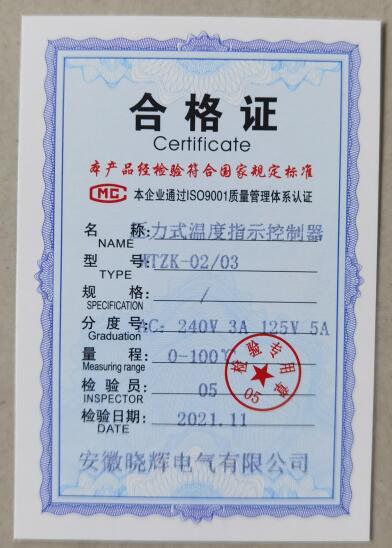 合格证
Certificate
本产品经检验符合国家规定标准
MC 本企业通过ISO9001质量管理体系认证
名 称: 压力式温度指示控制器
NAME
型 号: WTZK-02/03
TYPE
规 格: /
SPECIFICATION
分 度 号: AC: 240V 3A 125V 5A
Graduation
量 程: 0-100℃
Measuring range
检 验 员: 05
INSPECTOR
检验专用章
05
检验日期: 2021.11
DATE
安徽晓辉电气有限公司